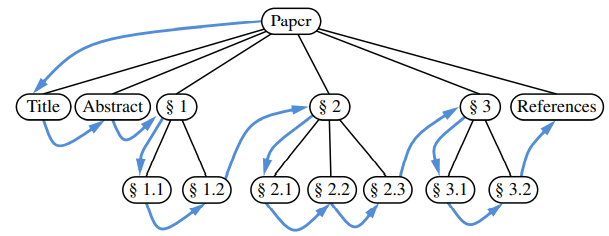 Paper
Title Abstract § 1 § 2 § 3 References
§ 1.1 § 1.2 § 2.1 § 2.2 § 2.3 § 3.1 § 3.2